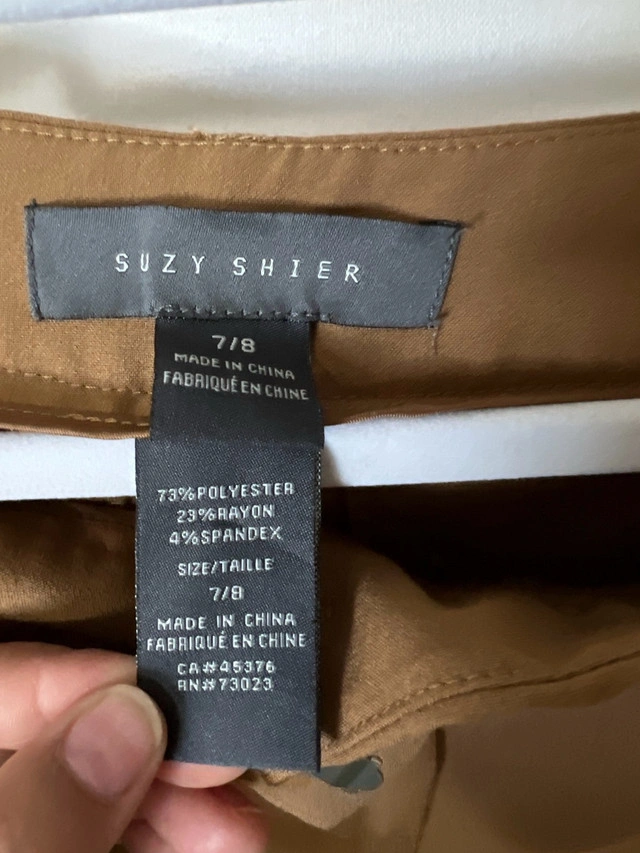 SUZY SHIER
7/8
MADE IN CHINA
FABRIQUÉ EN CHINE
73%POLYESTER
23%RAYON
4%SPANDEX
SIZE/TAILLE
7/8
MADE IN CHINA
FABRIQUÉ EN CHINE
CA#45376
RN#73023